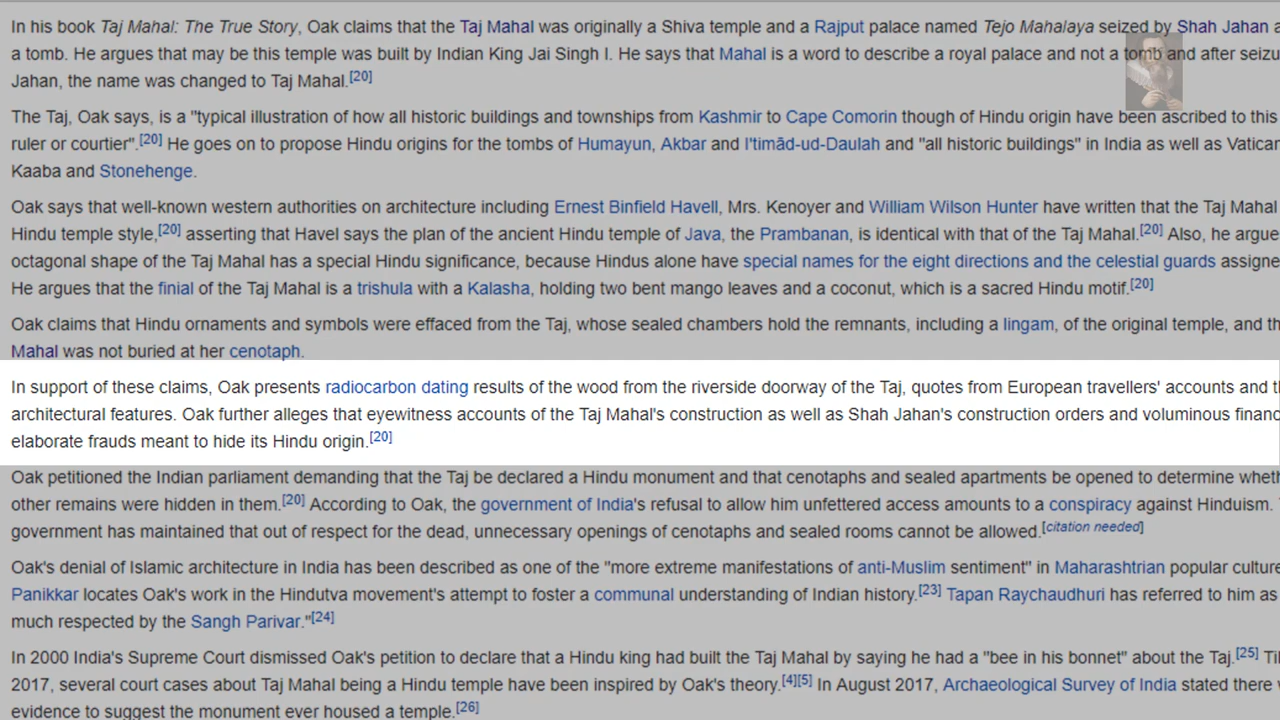 In his book Taj Mahal: The True Story, Oak claims that the Taj Mahal was originally a Shiva temple and a Rajput palace named Tejo Mahalaya seized by Shah Jahan
a tomb. He argues that may be this temple was built by Indian King Jai Singh I. He says that Mahal is a word to describe a royal palace and not a tomb and after
Jahan, the name was changed to Taj Mahal.[20]
The Taj, Oak says, is a "typical illustration of how all historic buildings and townships from Kashmir to Cape Comorin though of Hindu origin have been ascribed to this
ruler or courtier".[20] He goes on to propose Hindu origins for the tombs of Humayun, Akbar and I'timād-ud-Daulah and "all historic buildings" in India as well as
Kaaba and Stonehenge.
Oak says that well-known western authorities on architecture including Ernest Binfield Havell, Mrs. Kenoyer and William Wilson Hunter have written that the Taj Mahal
Hindu temple style,[20] asserting that Havel says the plan of the ancient Hindu temple of Java, the Prambanan, is identical with that of the Taj Mahal.[20] Also, he
octagonal shape of the Taj Mahal has a special Hindu significance, because Hindus alone have special names for the eight directions and the celestial guards
He argues that the finial of the Taj Mahal is a trishula with a Kalasha, holding two bent mango leaves and a coconut, which is a sacred Hindu motif.[20]
Oak claims that Hindu ornaments and symbols were effaced from the Taj, whose sealed chambers hold the remnants, including a lingam, of the original temple, and
Mahal was not buried at her cenotaph.
In support of these claims, Oak presents radiocarbon dating results of the wood from the riverside doorway of the Taj, quotes from European travellers' accounts and
architectural features. Oak further alleges that eyewitness accounts of the Taj Mahal's construction as well as Shah Jahan's construction orders and voluminous
elaborate frauds meant to hide its Hindu origin.[20]
Oak petitioned the Indian parliament demanding that the Taj be declared a Hindu monument and that cenotaphs and sealed apartments be opened to determine
other remains were hidden in them.[20] According to Oak, the government of India's refusal to allow him unfettered access amounts to a conspiracy against Hinduism.
government has maintained that out of respect for the dead, unnecessary openings of cenotaphs and sealed rooms cannot be allowed.[citation needed]
Oak's denial of Islamic architecture in India has been described as one of the "more extreme manifestations of anti-Muslim sentiment" in Maharashtrian popular culture
Panikkar locates Oak's work in the Hindutva movement's attempt to foster a communal understanding of Indian history.[23] Tapan Raychaudhuri has referred to him as
much respected by the Sangh Parivar."[24]
In 2000 India's Supreme Court dismissed Oak's petition to declare that a Hindu king had built the Taj Mahal by saying he had a "bee in his bonnet" about the Taj.[25]
2017, several court cases about Taj Mahal being a Hindu temple have been inspired by Oak's theory.[4][5] In August 2017, Archaeological Survey of India stated there
evidence to suggest the monument ever housed a temple.[26]